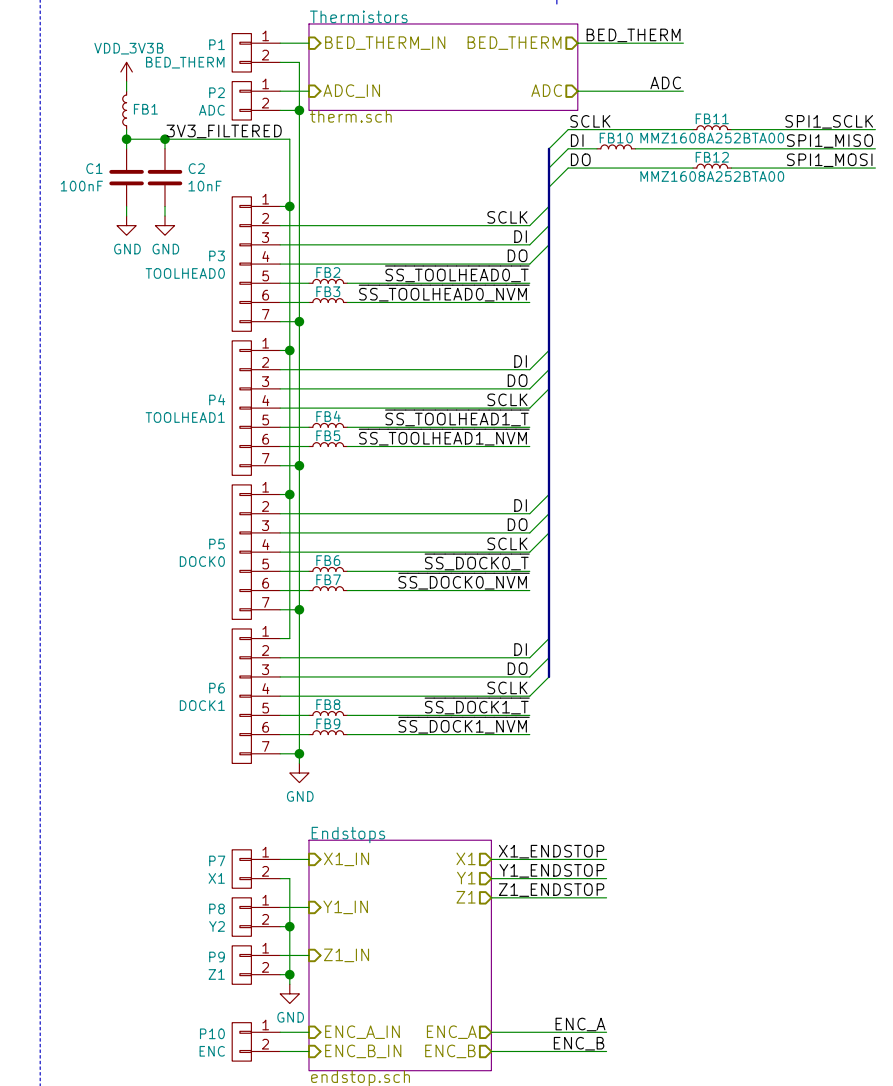 Thermistors
P1
BED_THERM
1
2
BED_THERM_IN
BED_THERM
BED_THERM
P2
ADC
1
2
ADC_IN
ADC
ADC
therm.sch
VDD_3V3B
FB1
3V3_FILTERED
C1
100nF
C2
10nF
GND
GND
SCLK
FB11
SPI1_SCLK
DI
FB10
MMZ1608A252BTA00
SPI1_MISO
DO
FB12
SPI1_MOSI
MMZ1608A252BTA00
P3
TOOLHEAD0
1
2
SCLK
3
DI
4
DO
5
FB2
SS_TOOLHEAD0_T
6
FB3
SS_TOOLHEAD0_NVM
7
P4
TOOLHEAD1
1
2
DI
3
DO
4
SCLK
5
FB4
SS_TOOLHEAD1_T
6
FB5
SS_TOOLHEAD1_NVM
7
P5
DOCK0
1
2
DI
3
DO
4
SCLK
5
FB6
SS_DOCK0_T
6
FB7
SS_DOCK0_NVM
7
P6
DOCK1
1
2
DI
3
DO
4
SCLK
5
FB8
SS_DOCK1_T
6
FB9
SS_DOCK1_NVM
7
GND
Endstops
P7
X1
1
2
X1_IN
X1
X1_ENDSTOP
Y1
Y1_ENDSTOP
Z1
Z1_ENDSTOP
P8
Y2
1
2
Y1_IN
P9
Z1
1
2
Z1_IN
GND
P10
ENC
1
2
ENC_A_IN
ENC_A
ENC_A
ENC_B_IN
ENC_B
ENC_B
endstop.sch